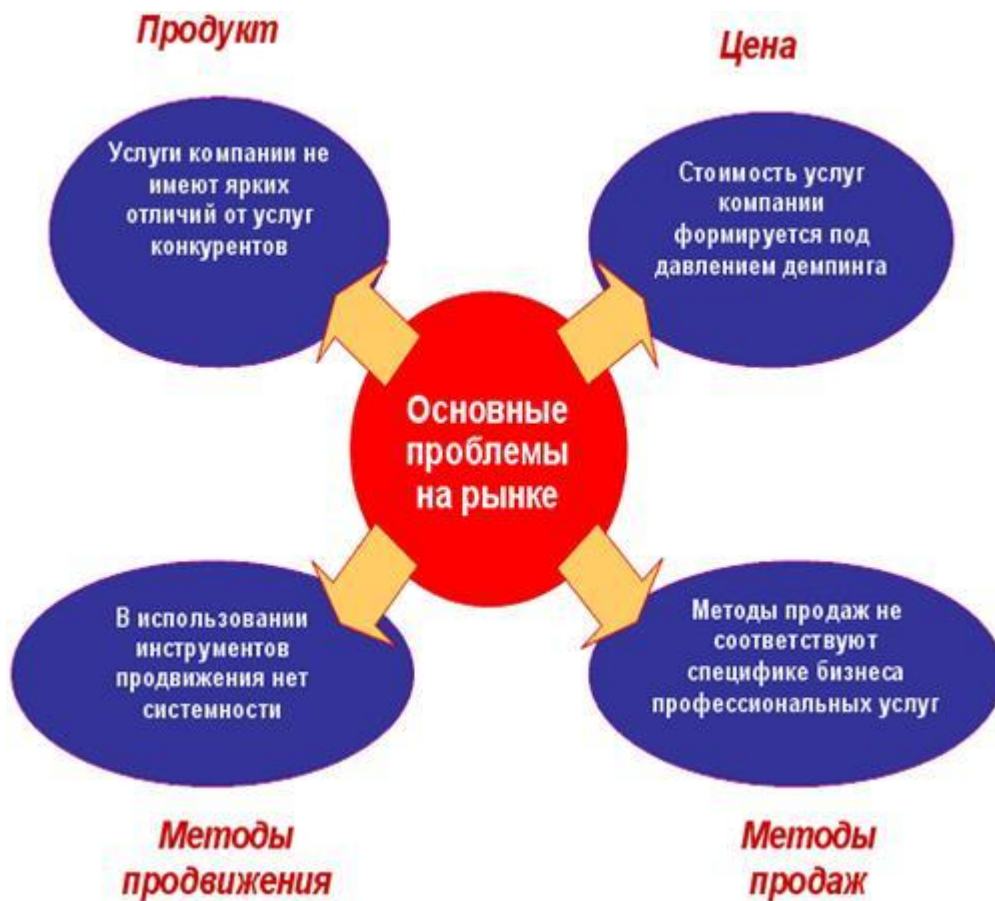 Продукт
Услуги компании не
имеют ярких
отличий от услуг
конкурентов
Цена
Стоимость услуг
компании
формируется под
давлением демпинга
Основные
проблемы
на рынке
В использовании
инструментов
продвижения нет
системности
Методы
продвижения
Методы продаж не
соответствуют
специфике бизнеса
профессиональных услуг
Методы
продаж